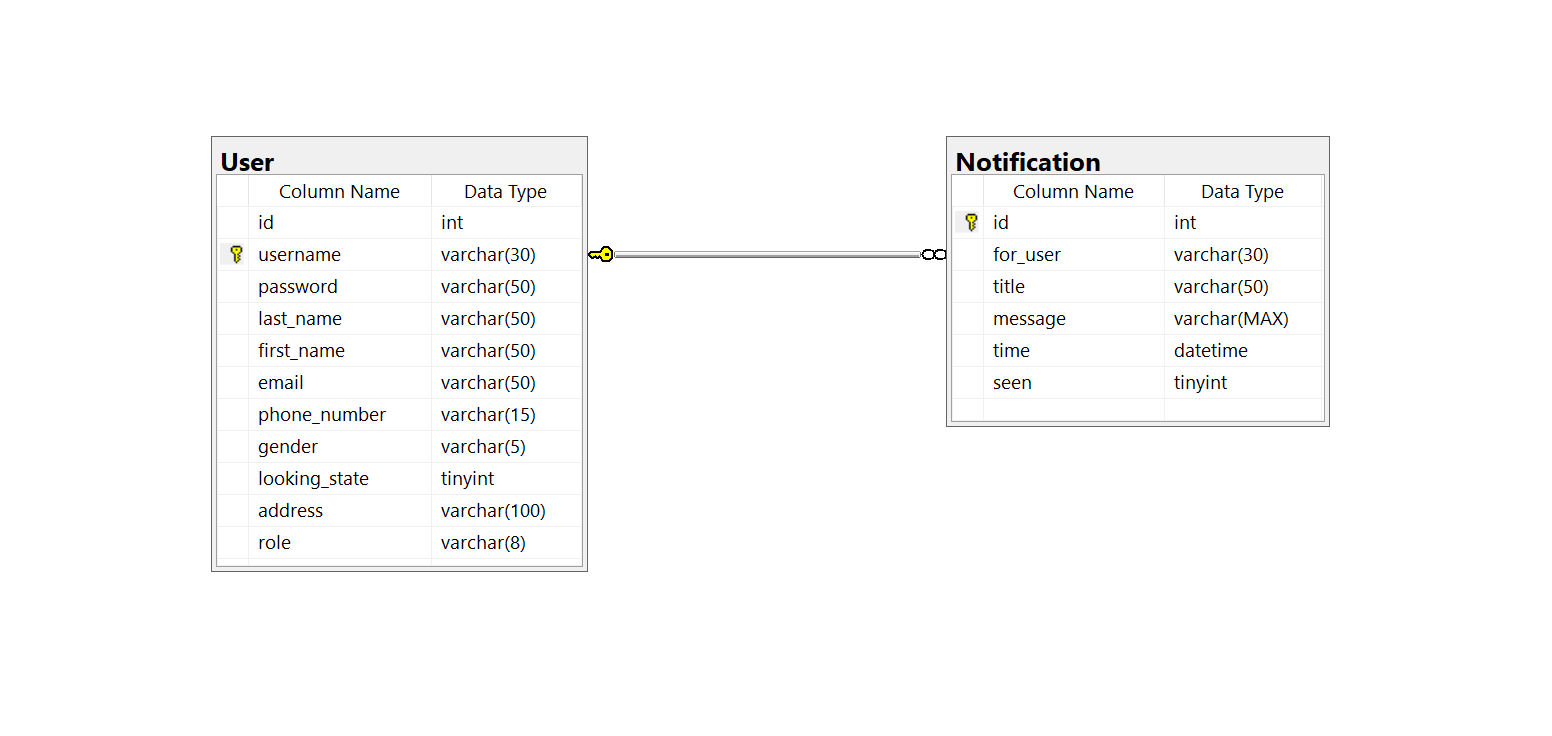 User
Column Name Data Type
id int
username varchar(30)
password varchar(50)
last_name varchar(50)
first_name varchar(50)
email varchar(50)
phone_number varchar(15)
gender varchar(5)
looking_state tinyint
address varchar(100)
role varchar(8)
Notification
Column Name Data Type
id int
for_user varchar(30)
title varchar(50)
message varchar(MAX)
time datetime
seen tinyint